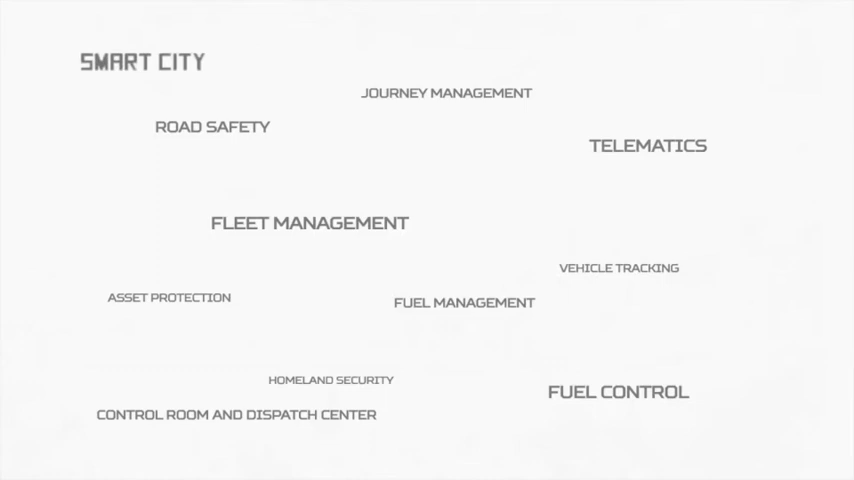 SMART CITY
JOURNEY MANAGEMENT
ROAD SAFETY
TELEMATICS
FLEET MANAGEMENT
VEHICLE TRACKING
ASSET PROTECTION
FUEL MANAGEMENT
HOMELAND SECURITY
FUEL CONTROL
CONTROL ROOM AND DISPATCH CENTER